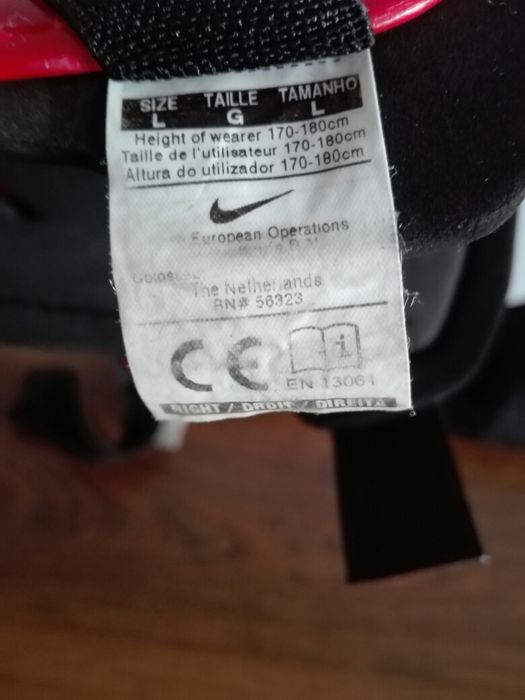 SIZE TAILLE TAMANHO
L G L
Height of wearer 170-180cm
Taille de l'utilisateur 170-180cm
Altura do utilizador 170-180cm
European Operations
The Netherlands
RN# 56323
CE i
EN 13061
RIGHT / DROIT / DIREITA